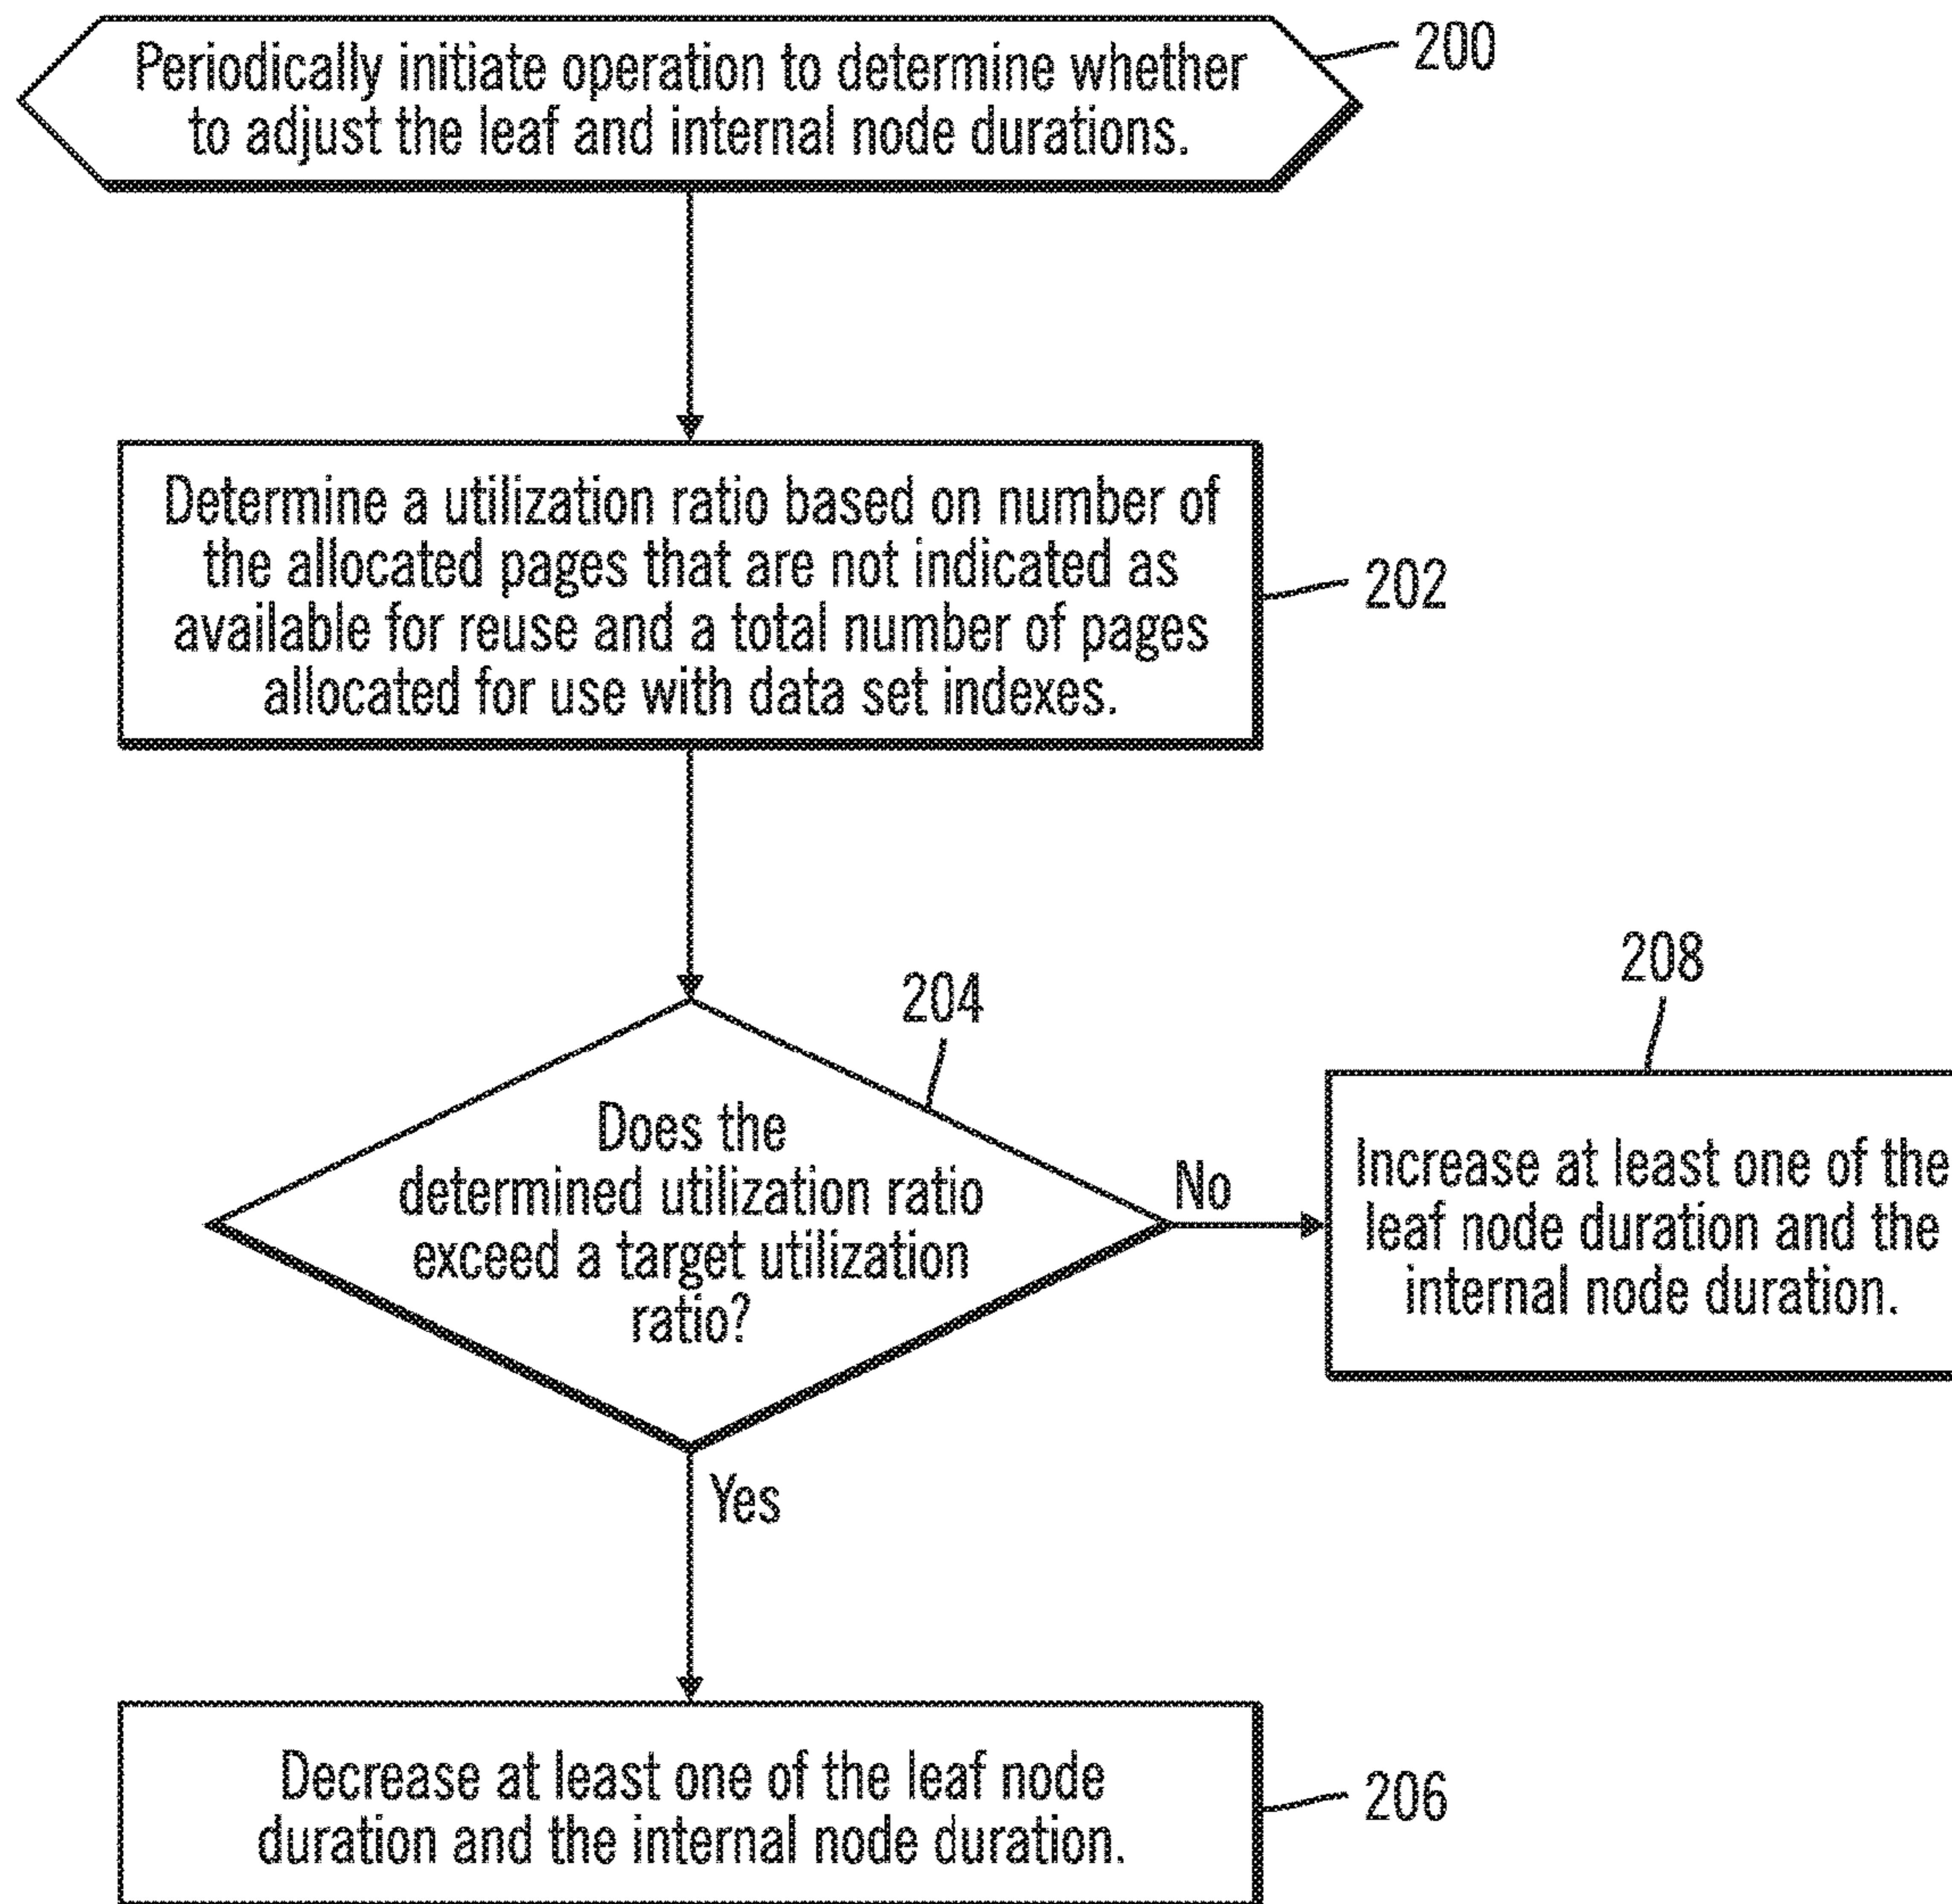 Periodically initiate operation to determine whether
to adjust the leaf and internal node durations.
200
Determine a utilization ratio based on number of
the allocated pages that are not indicated as
available for reuse and a total number of pages
allocated for use with data set indexes.
202
204
Does the
determined utilization ratio
exceed a target utilization
ratio?
No
208
Increase at least one of the
leaf node duration and the
internal node duration.
Yes
Decrease at least one of the leaf node
duration and the internal node duration.
206